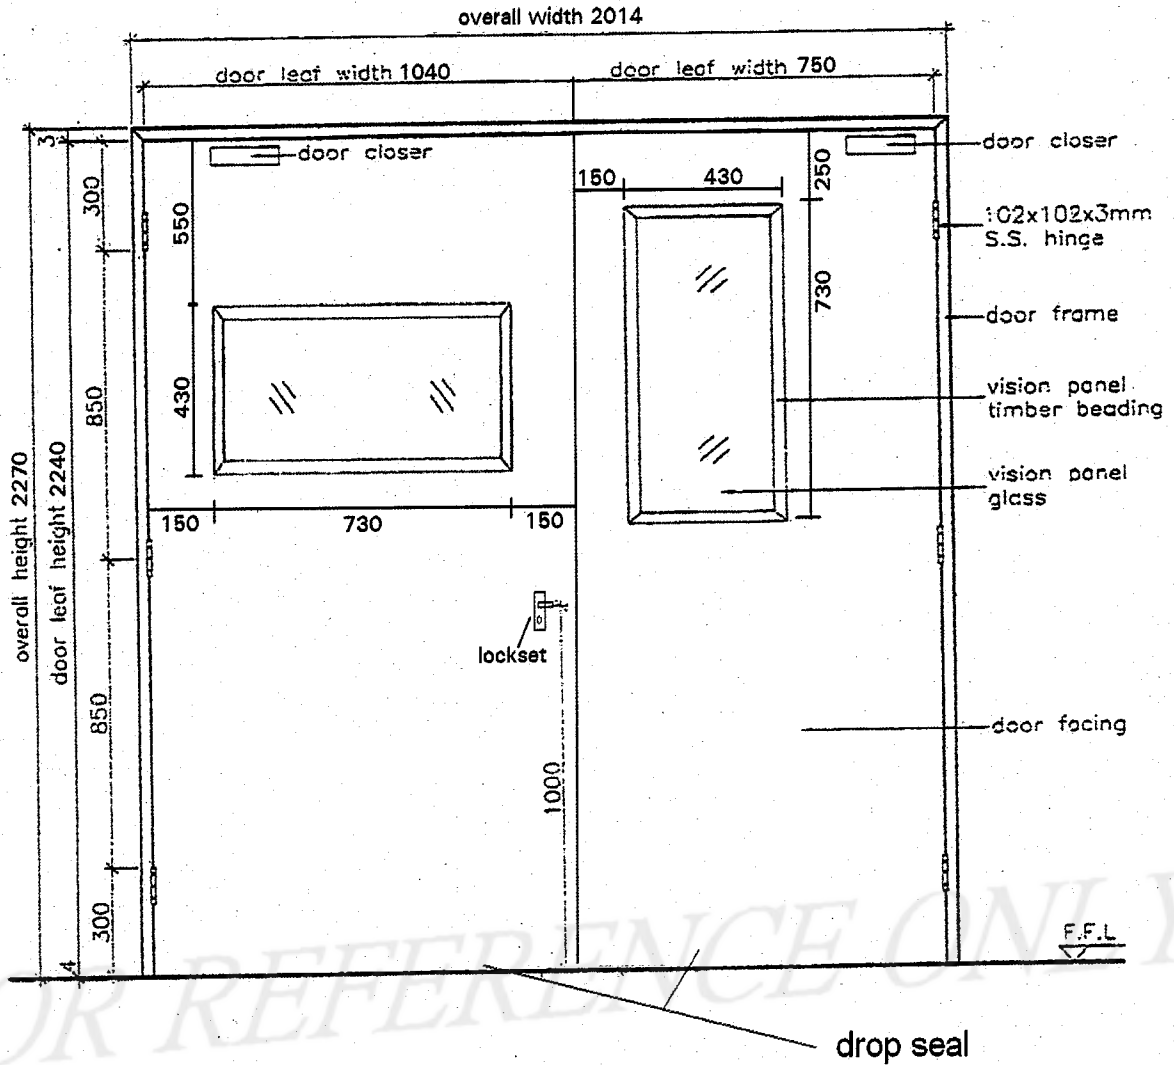 overall width 2014
door leaf width 1040
door leaf width 750
door closer
door closer
3
300
550
150
430
250
102x102x3mm
S.S. hinge
730
door frame
850
430
vision panel
timber beading
overall height 2270
door leaf height 2240
vision panel
glass
150
730
150
lockset
850
door facing
1000
300
4
F.F.L
OR REFERENCE ONLY
drop seal